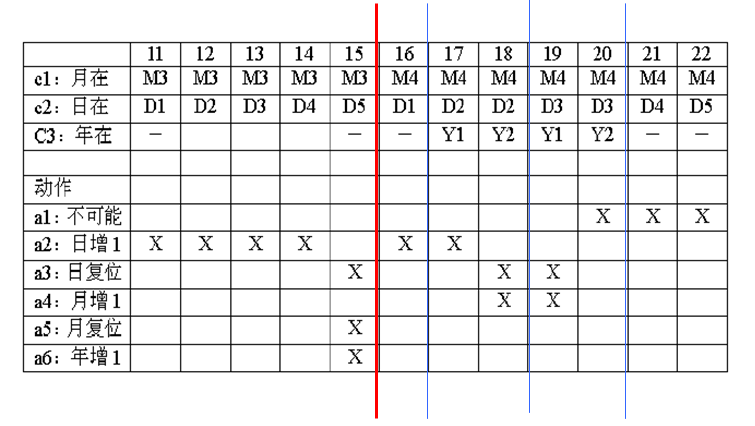 11 12 13 14 15 16 17 18 19 20 21 22
c1：月在 M3 M3 M3 M3 M3 M4 M4 M4 M4 M4 M4 M4
c2：日在 D1 D2 D3 D4 D5 D1 D2 D2 D3 D3 D4 D5
C3：年在 — — — Y1 Y2 Y1 Y2 — —
动作
a1：不可能 X X X
a2：日增1 X X X X X X
a3：日复位 X X X
a4：月增1 X X
a5：月复位 X
a6：年增1 X